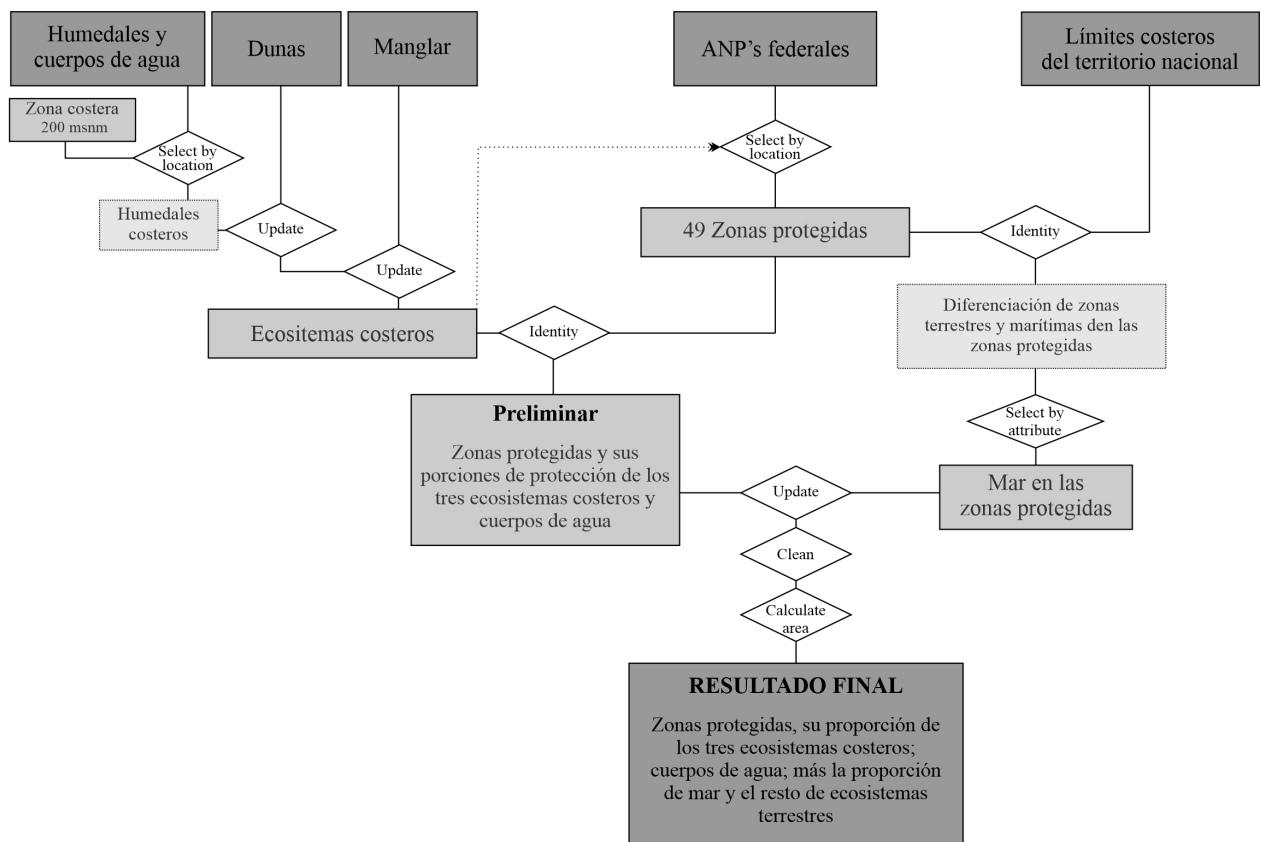 Humedales y
cuerpos de agua
Dunas
Manglar
ANP's federales
Límites costeros
del territorio nacional
Zona costera
200 msnm
Select by
location
Select by
location
Humedales
costeros
Update
49 Zonas protegidas
Identity
Update
Ecositemas costeros
Identity
Diferenciación de zonas
terrestres y marítimas den las
zonas protegidas
Preliminar
Zonas protegidas y sus
porciones de protección de los
tres ecosistemas costeros y
cuerpos de agua
Select by
attribute
Update
Mar en las
zonas protegidas
Clean
Calculate
area
RESULTADO FINAL
Zonas protegidas, su proporción de
los tres ecosistemas costeros;
cuerpos de agua; más la proporción
de mar y el resto de ecosistemas
terrestres